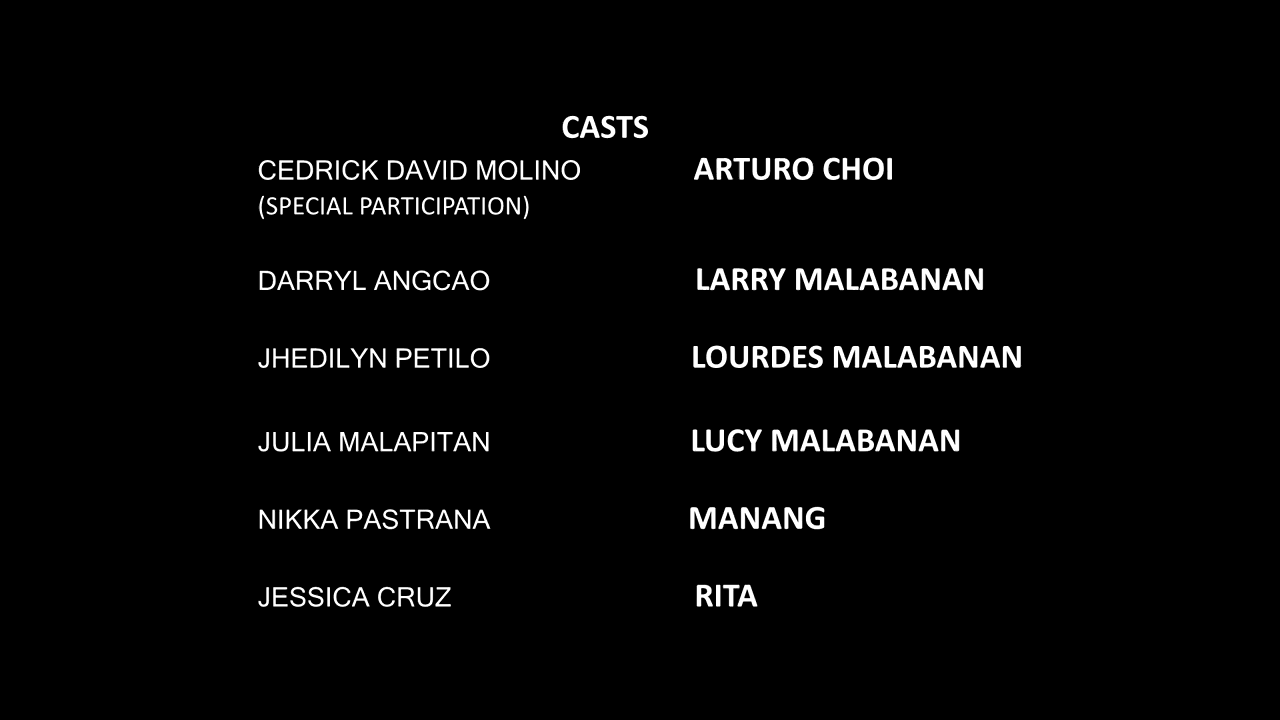 CASTS
CEDRICK DAVID MOLINO ARTURO CHOI
(SPECIAL PARTICIPATION)
DARRYL ANGCAO LARRY MALABANAN
JHEDILYN PETILO LOURDES MALABANAN
JULIA MALAPITAN LUCY MALABANAN
NIKKA PASTRANA MANANG
JESSICA CRUZ RITA